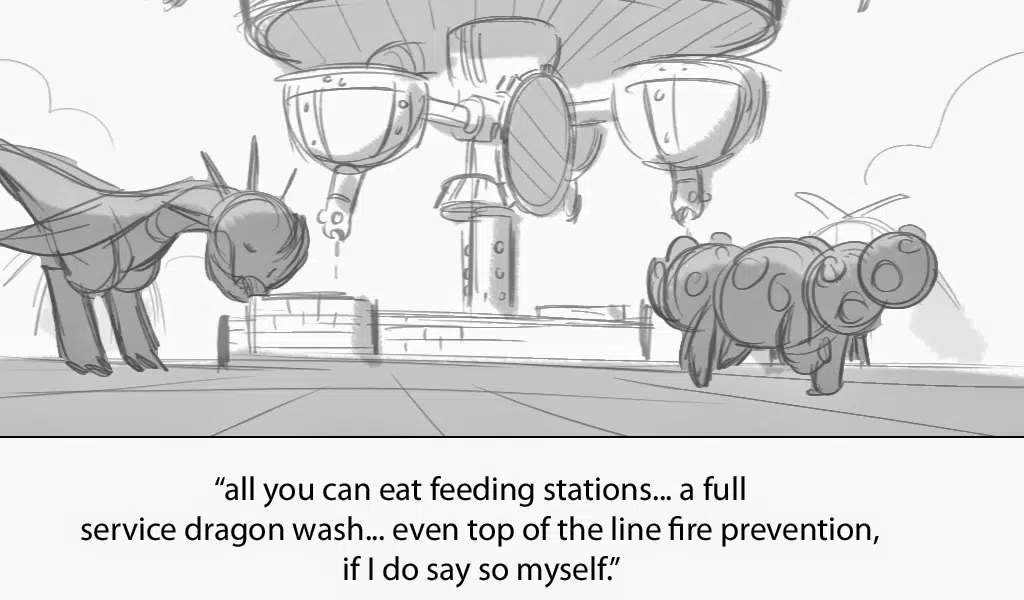 “all you can eat feeding stations... a full
service dragon wash... even top of the line fire prevention,
if I do say so myself.”